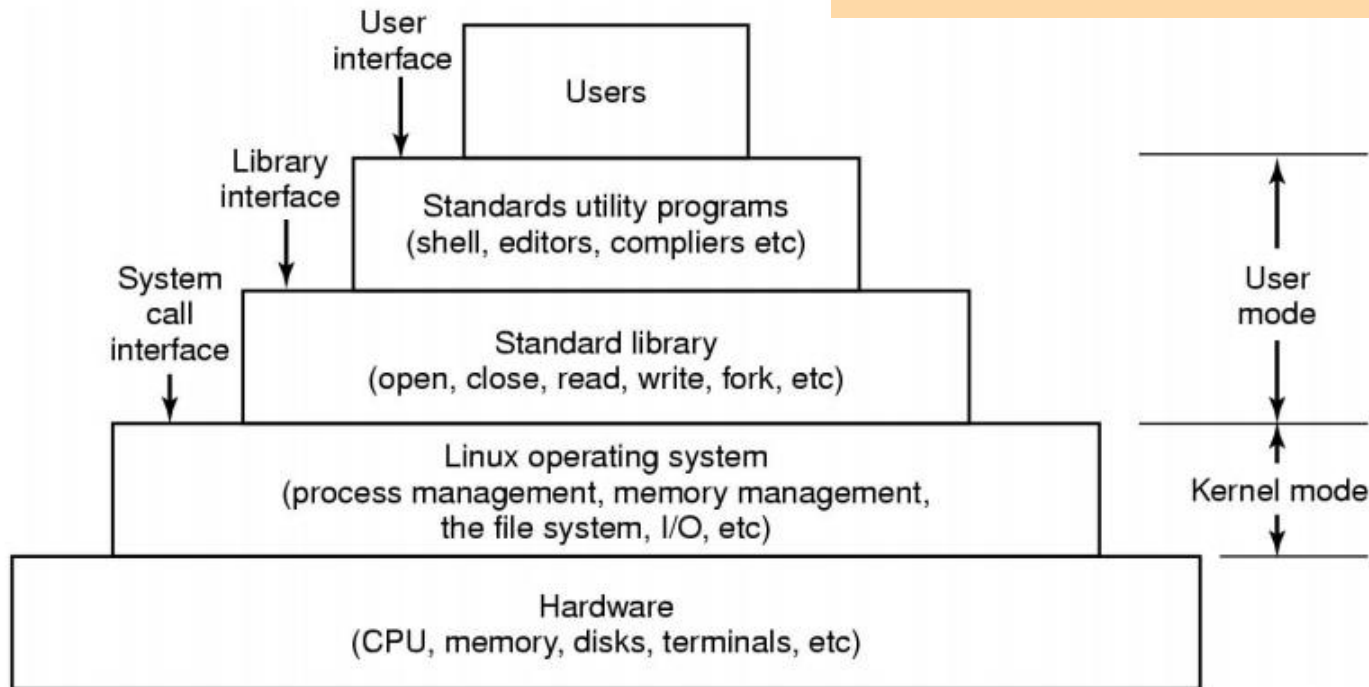 User
interface
Users
Library
interface
Standards utility programs
(shell, editors, compliers etc)
System
call
interface
User
mode
Standard library
(open, close, read, write, fork, etc)
Linux operating system
(process management, memory management,
the file system, I/O, etc)
Kernel mode
Hardware
(CPU, memory, disks, terminals, etc)